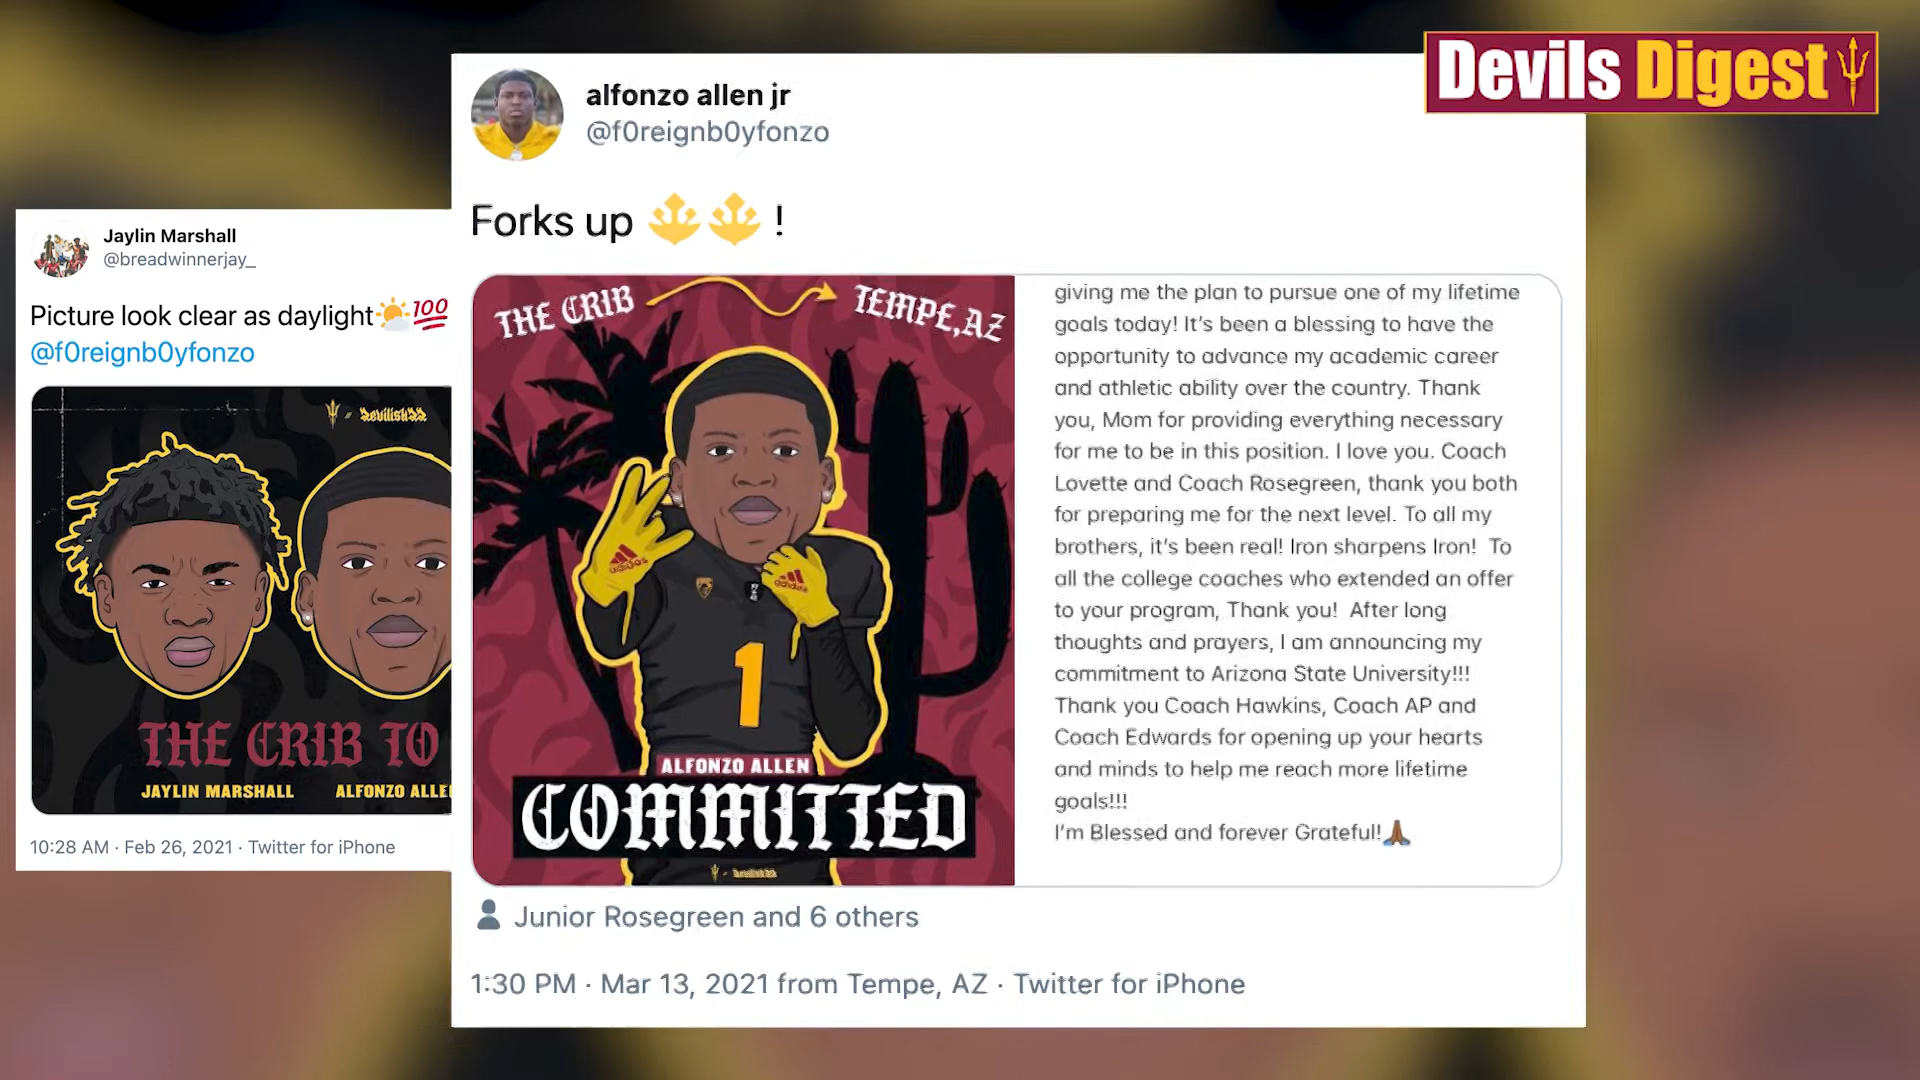 Devils Digest
Jaylin Marshall
@breadwinnerjay_
Picture look clear as daylight🌤️💯
@f0reignb0yfonzo
Devilish22
THE CRIB TO
JAYLIN MARSHALL
ALFONZO ALLE
10:28 AM · Feb 26, 2021 · Twitter for iPhone
alfonzo allen jr
@f0reignb0yfonzo
Forks up 🔱🔱 !
THE CRIB
TEMPE,AZ
adidas
adidas
1
ALFONZO ALLEN
COMMITTED
giving me the plan to pursue one of my lifetime
goals today! It's been a blessing to have the
opportunity to advance my academic career
and athletic ability over the country. Thank
you, Mom for providing everything necessary
for me to be in this position. I love you. Coach
Lovette and Coach Rosegreen, thank you both
for preparing me for the next level. To all my
brothers, it's been real! Iron sharpens Iron! To
all the college coaches who extended an offer
to your program, Thank you! After long
thoughts and prayers, I am announcing my
commitment to Arizona State University!!!
Thank you Coach Hawkins, Coach AP and
Coach Edwards for opening up your hearts
and minds to help me reach more lifetime
goals!!!
I'm Blessed and forever Grateful!🙏🏾
Junior Rosegreen and 6 others
1:30 PM · Mar 13, 2021 from Tempe, AZ · Twitter for iPhone